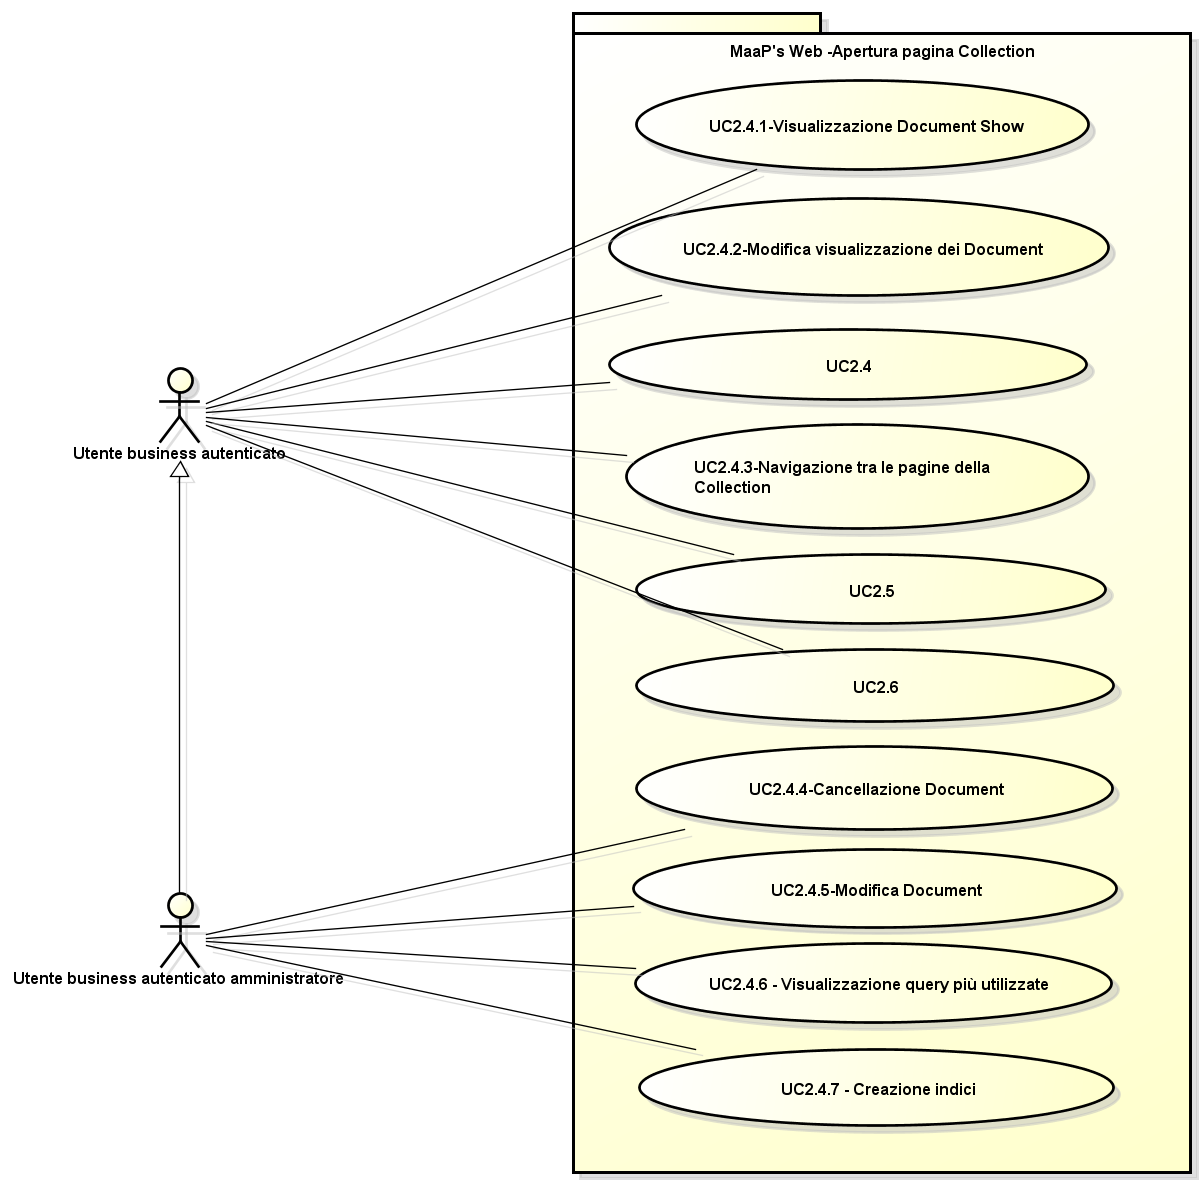 MaaP's Web -Apertura pagina Collection
UC2.4.1-Visualizzazione Document Show
UC2.4.2-Modifica visualizzazione dei Document
UC2.4
Utente business autenticato
UC2.4.3-Navigazione tra le pagine della
Collection
UC2.5
UC2.6
UC2.4.4-Cancellazione Document
UC2.4.5-Modifica Document
Utente business autenticato amministratore
UC2.4.6 - Visualizzazione query più utilizzate
UC2.4.7 - Creazione indici